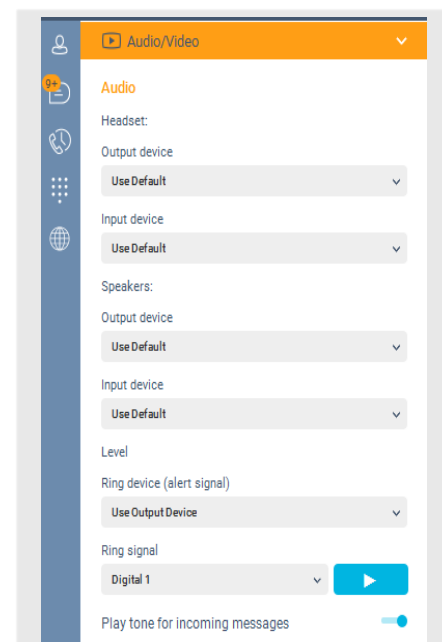 Audio/Video
9+
Audio
Headset:
Output device
Use Default
Input device
Use Default
Speakers:
Output device
Use Default
Input device
Use Default
Level
Ring device (alert signal)
Use Output Device
Ring signal
Digital 1
Play tone for incoming messages